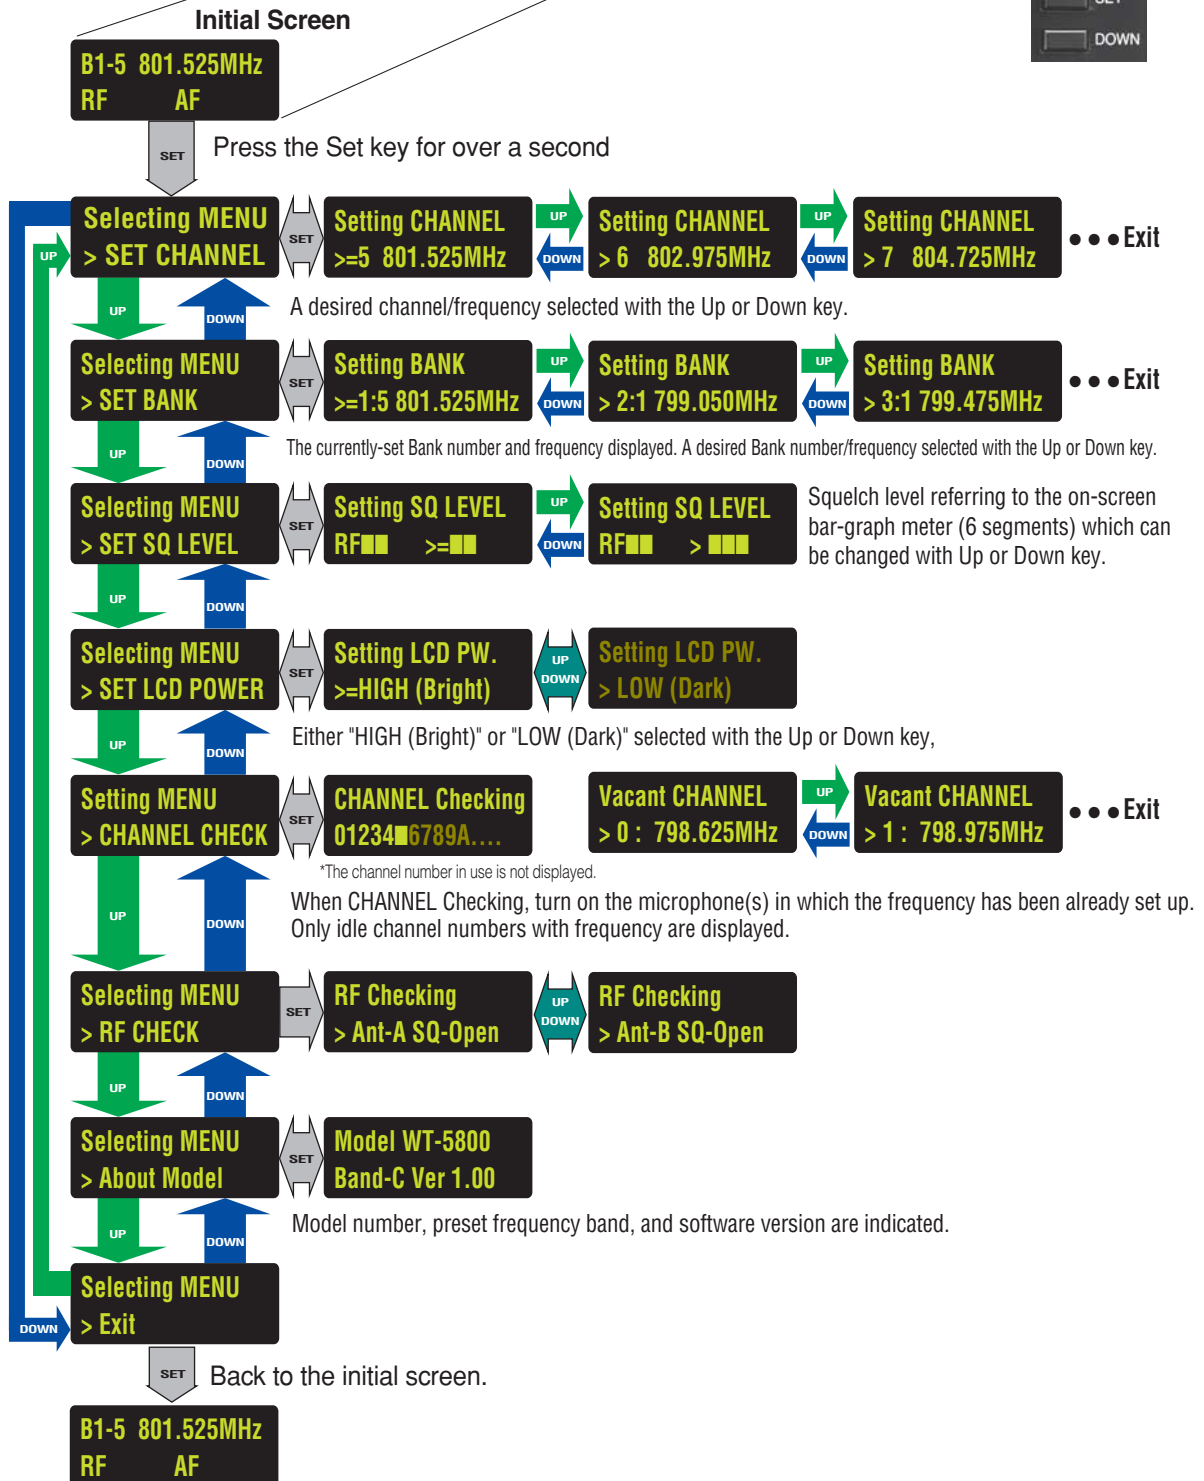 SET
DOWN
Initial Screen
B1-5 801.525MHz
RF AF
SET
Press the Set key for over a second
Selecting MENU
> SET CHANNEL
SET
Setting CHANNEL
>=5 801.525MHz
UP
DOWN
Setting CHANNEL
> 6 802.975MHz
UP
DOWN
Setting CHANNEL
> 7 804.725MHz
●●●Exit
UP
UP
DOWN
A desired channel/frequency selected with the Up or Down key.
Selecting MENU
> SET BANK
SET
Setting BANK
>=1:5 801.525MHz
UP
DOWN
Setting BANK
> 2:1 799.050MHz
UP
DOWN
Setting BANK
> 3:1 799.475MHz
●●●Exit
UP
DOWN
The currently-set Bank number and frequency displayed. A desired Bank number/frequency selected with the Up or Down key.
Selecting MENU
> SET SQ LEVEL
SET
Setting SQ LEVEL
RF■■ >=■■
UP
DOWN
Setting SQ LEVEL
RF■■ > ■■■
Squelch level referring to the on-screen
bar-graph meter (6 segments) which can
be changed with Up or Down key.
UP
DOWN
Selecting MENU
> SET LCD POWER
SET
Setting LCD PW.
>=HIGH (Bright)
UP
DOWN
Setting LCD PW.
> LOW (Dark)
UP
DOWN
Either "HIGH (Bright)" or "LOW (Dark)" selected with the Up or Down key,
Setting MENU
> CHANNEL CHECK
SET
CHANNEL Checking
01234■6789A....
Vacant CHANNEL
> 0 : 798.625MHz
UP
DOWN
Vacant CHANNEL
> 1 : 798.975MHz
●●●Exit
*The channel number in use is not displayed.
UP
DOWN
When CHANNEL Checking, turn on the microphone(s) in which the frequency has been already set up.
Only idle channel numbers with frequency are displayed.
Selecting MENU
> RF CHECK
SET
RF Checking
> Ant-A SQ-Open
UP
DOWN
RF Checking
> Ant-B SQ-Open
UP
DOWN
Selecting MENU
> About Model
SET
Model WT-5800
Band-C Ver 1.00
UP
DOWN
Model number, preset frequency band, and software version are indicated.
Selecting MENU
> Exit
DOWN
SET
Back to the initial screen.
B1-5 801.525MHz
RF AF